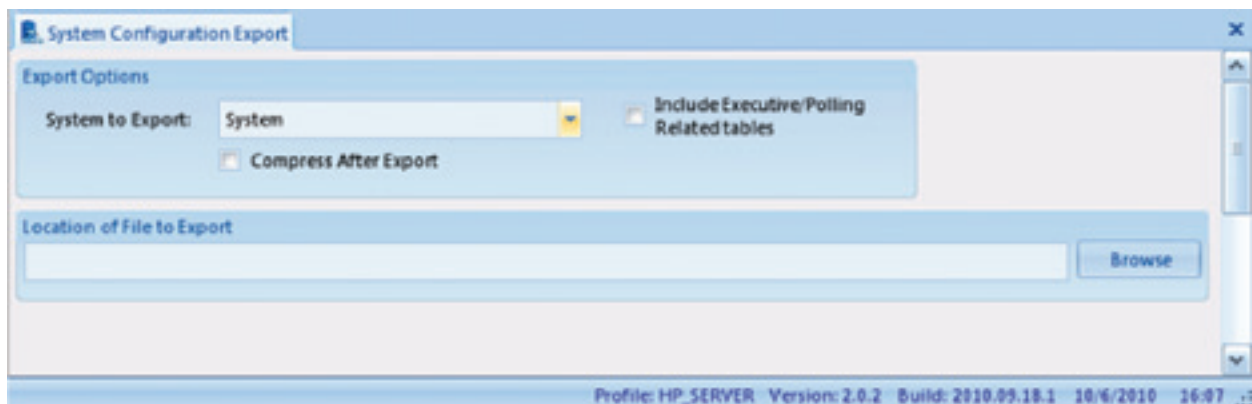 System Configuration Export
Export Options
System to Export: System
Include Executive/Polling
Related tables
Compress After Export
Location of File to Export
Browse
Profile: HP_SERVER Version: 2.0.2 Build: 2010.09.18.1 10/6/2010 16:07